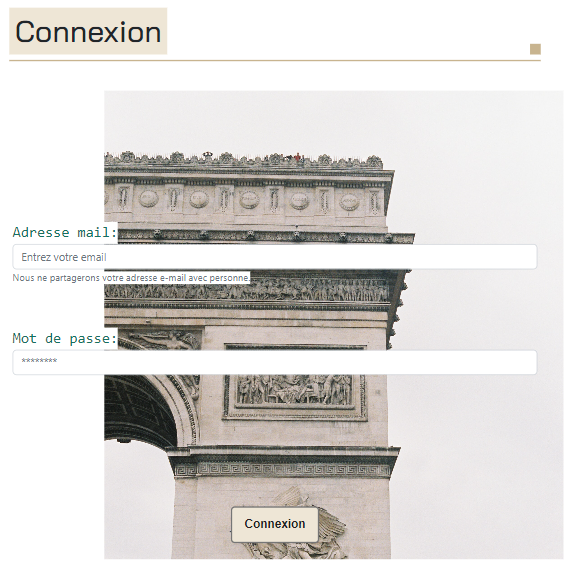 Connexion
Adresse mail:
Entrez votre email
Nous ne partagerons votre adresse e-mail avec personne.
Mot de passe:
********
Connexion